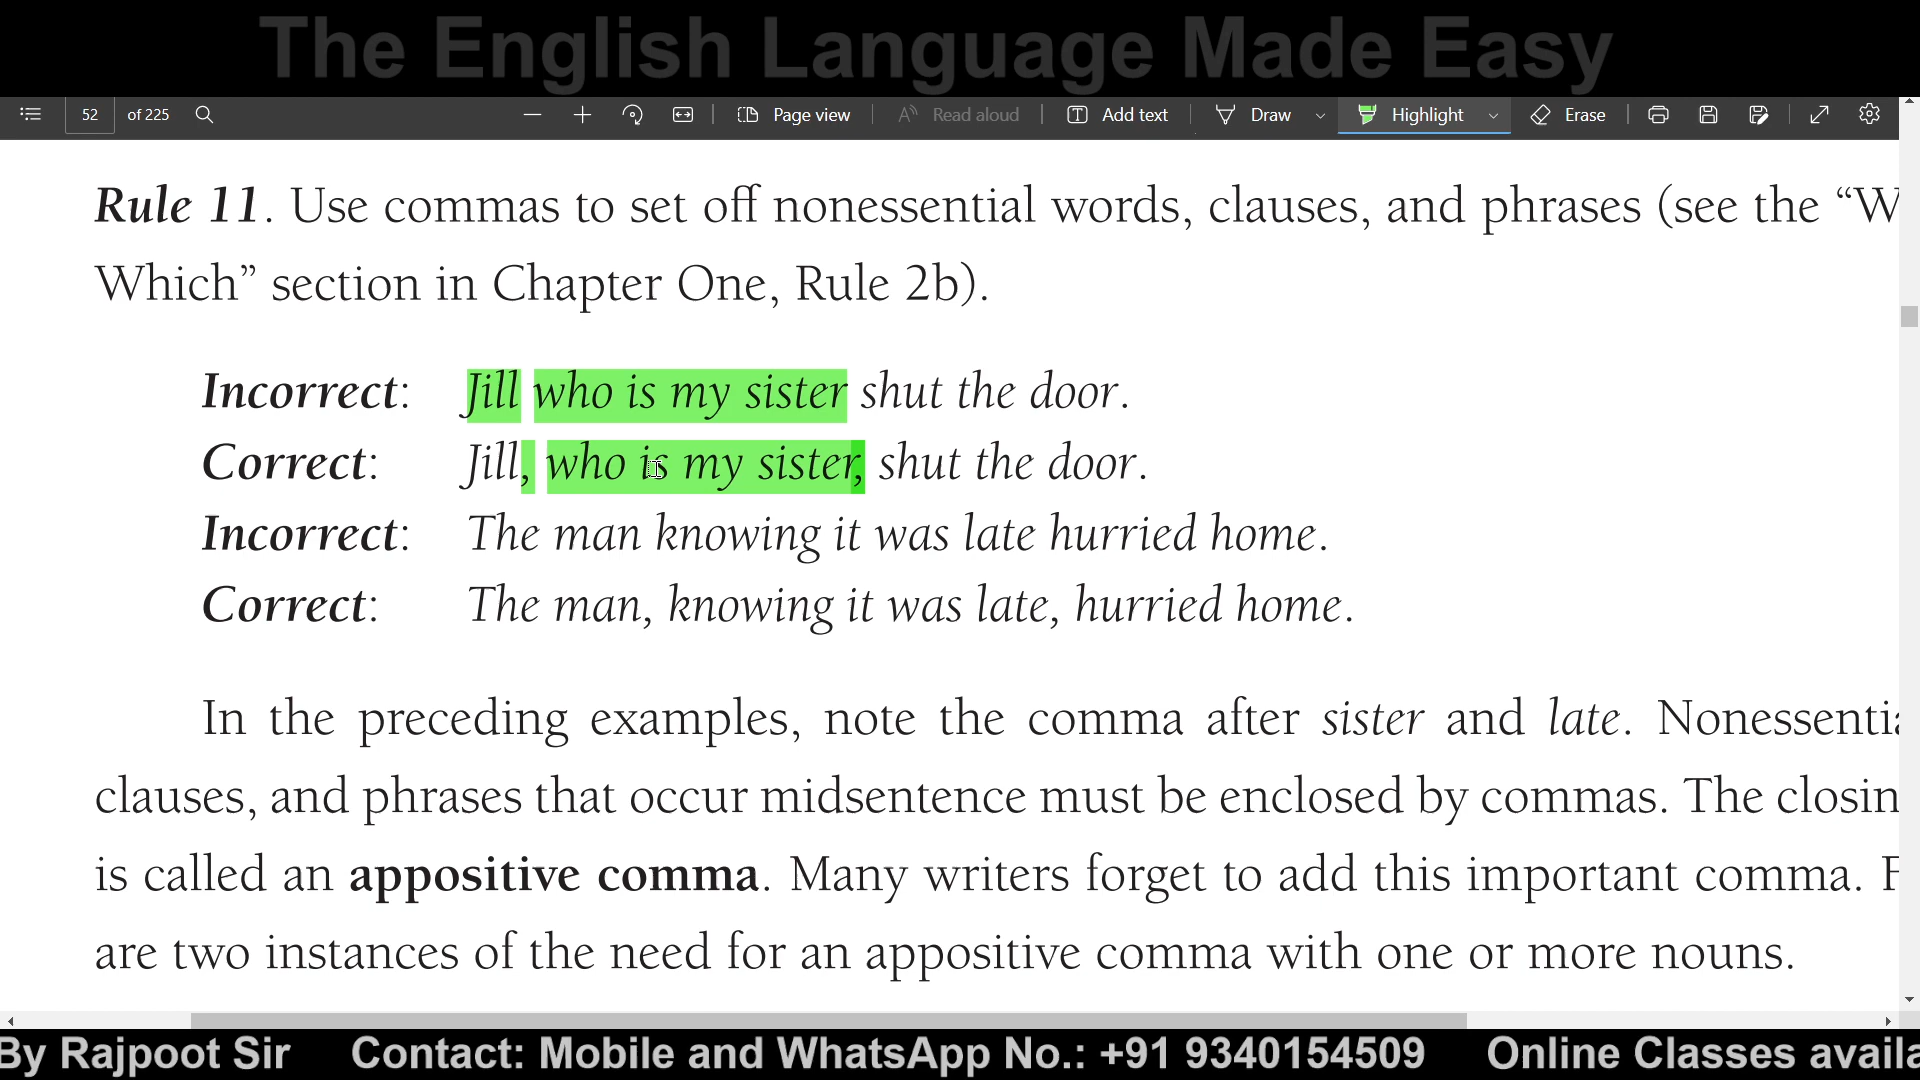 The English Language Made Easy
52 of 225 Page view Read aloud Add text Draw Highlight Erase
Rule 11. Use commas to set off nonessential words, clauses, and phrases (see the “W
Which” section in Chapter One, Rule 2b).
Incorrect: Jill who is my sister shut the door.
Correct: Jill, who is my sister, shut the door.
Incorrect: The man knowing it was late hurried home.
Correct: The man, knowing it was late, hurried home.
In the preceding examples, note the comma after sister and late. Nonessentia
clauses, and phrases that occur midsentence must be enclosed by commas. The closin
is called an appositive comma. Many writers forget to add this important comma. F
are two instances of the need for an appositive comma with one or more nouns.
By Rajpoot Sir Contact: Mobile and WhatsApp No.: +91 9340154509 Online Classes availa